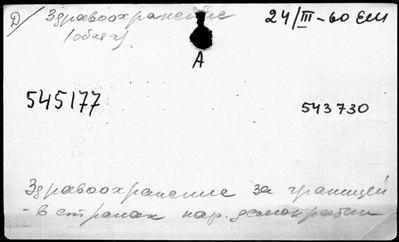 Д Здравоохранение 24/III-60 ЕМ
(общ.)
А
545177 543730
Здравоохранение за границей
- в странах нар. демократии